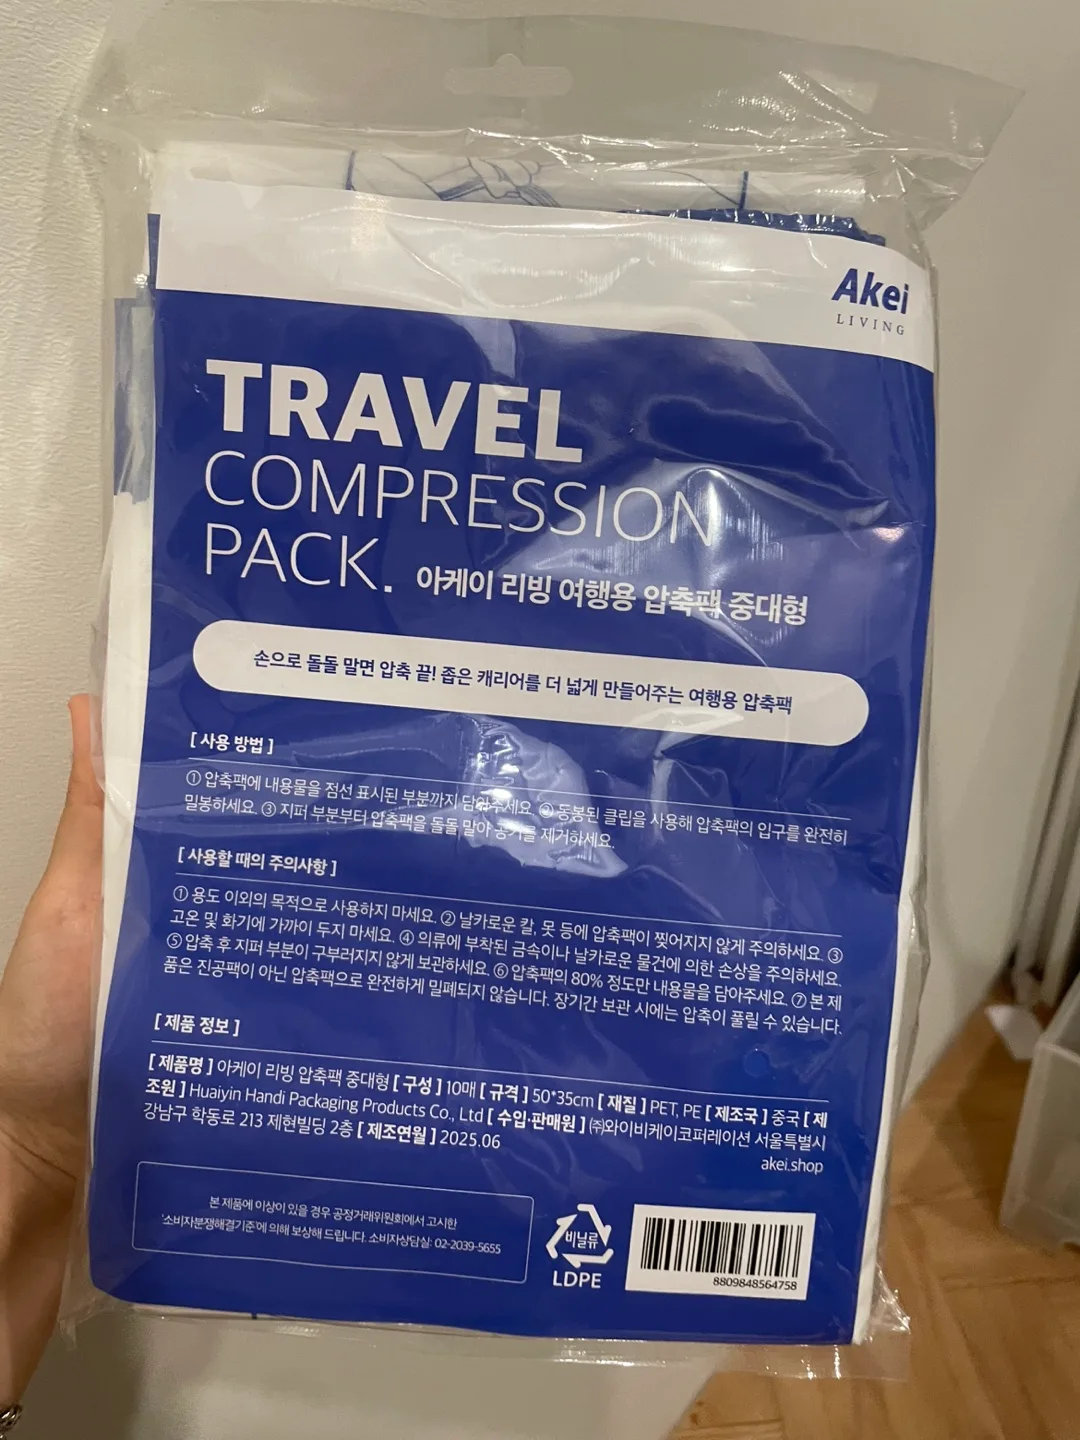 Akei
LIVING
TRAVEL
COMPRESSION
PACK. 아케이 리빙 여행용 압축팩 중대형
손으로 돌돌 말면 압축 끝! 좁은 캐리어를 더 넓게 만들어주는 여행용 압축팩
[ 사용 방법 ]
① 압축팩에 내용물을 점선 표시된 부분까지 담아주세요. ② 동봉된 클립을 사용해 압축팩의 입구를 완전히
밀봉하세요. ③ 지퍼 부분부터 압축팩을 돌돌 말아 공기를 제거하세요.
[ 사용할 때의 주의사항 ]
① 용도 이외의 목적으로 사용하지 마세요. ② 날카로운 칼, 못 등에 압축팩이 찢어지지 않게 주의하세요. ③
고온 및 화기에 가까이 두지 마세요. ④ 의류에 부착된 금속이나 날카로운 물건에 의한 손상을 주의하세요.
⑤ 압축 후 지퍼 부분이 구부러지지 않게 보관하세요. ⑥ 압축팩의 80% 정도만 내용물을 담아주세요. ⑦ 본 제
품은 진공팩이 아닌 압축팩으로 완전하게 밀폐되지 않습니다. 장기간 보관 시에는 압축이 풀릴 수 있습니다.
[ 제품 정보 ]
[ 제품명 ] 아케이 리빙 압축팩 중대형 [ 구성 ] 10매 [ 규격 ] 50*35cm [ 재질 ] PET, PE [ 제조국 ] 중국 [ 제
조원 ] Huaiyin Handi Packaging Products Co., Ltd [ 수입·판매원 ] ㈜와이비케이코퍼레이션 서울특별시
강남구 학동로 213 제현빌딩 2층 [ 제조연월 ] 2025.06
akei.shop
본 제품에 이상이 있을 경우 공정거래위원회에서 고시한
'소비자분쟁해결기준'에 의해 보상해 드립니다. 소비자상담실: 02-2039-5655
비닐류
LDPE
8809848564758